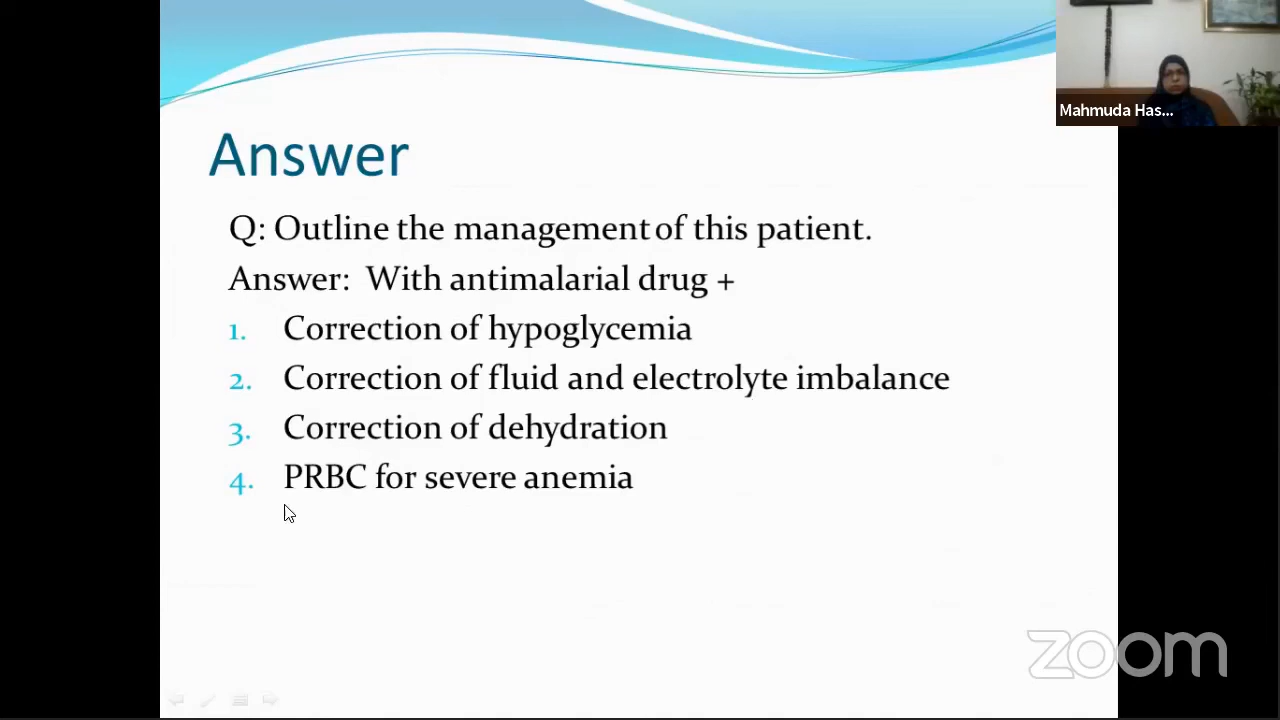 Mahmuda Has...
Answer
Q: Outline the management of this patient.
Answer: With antimalarial drug +
1. Correction of hypoglycemia
2. Correction of fluid and electrolyte imbalance
3. Correction of dehydration
4. PRBC for severe anemia
zoom